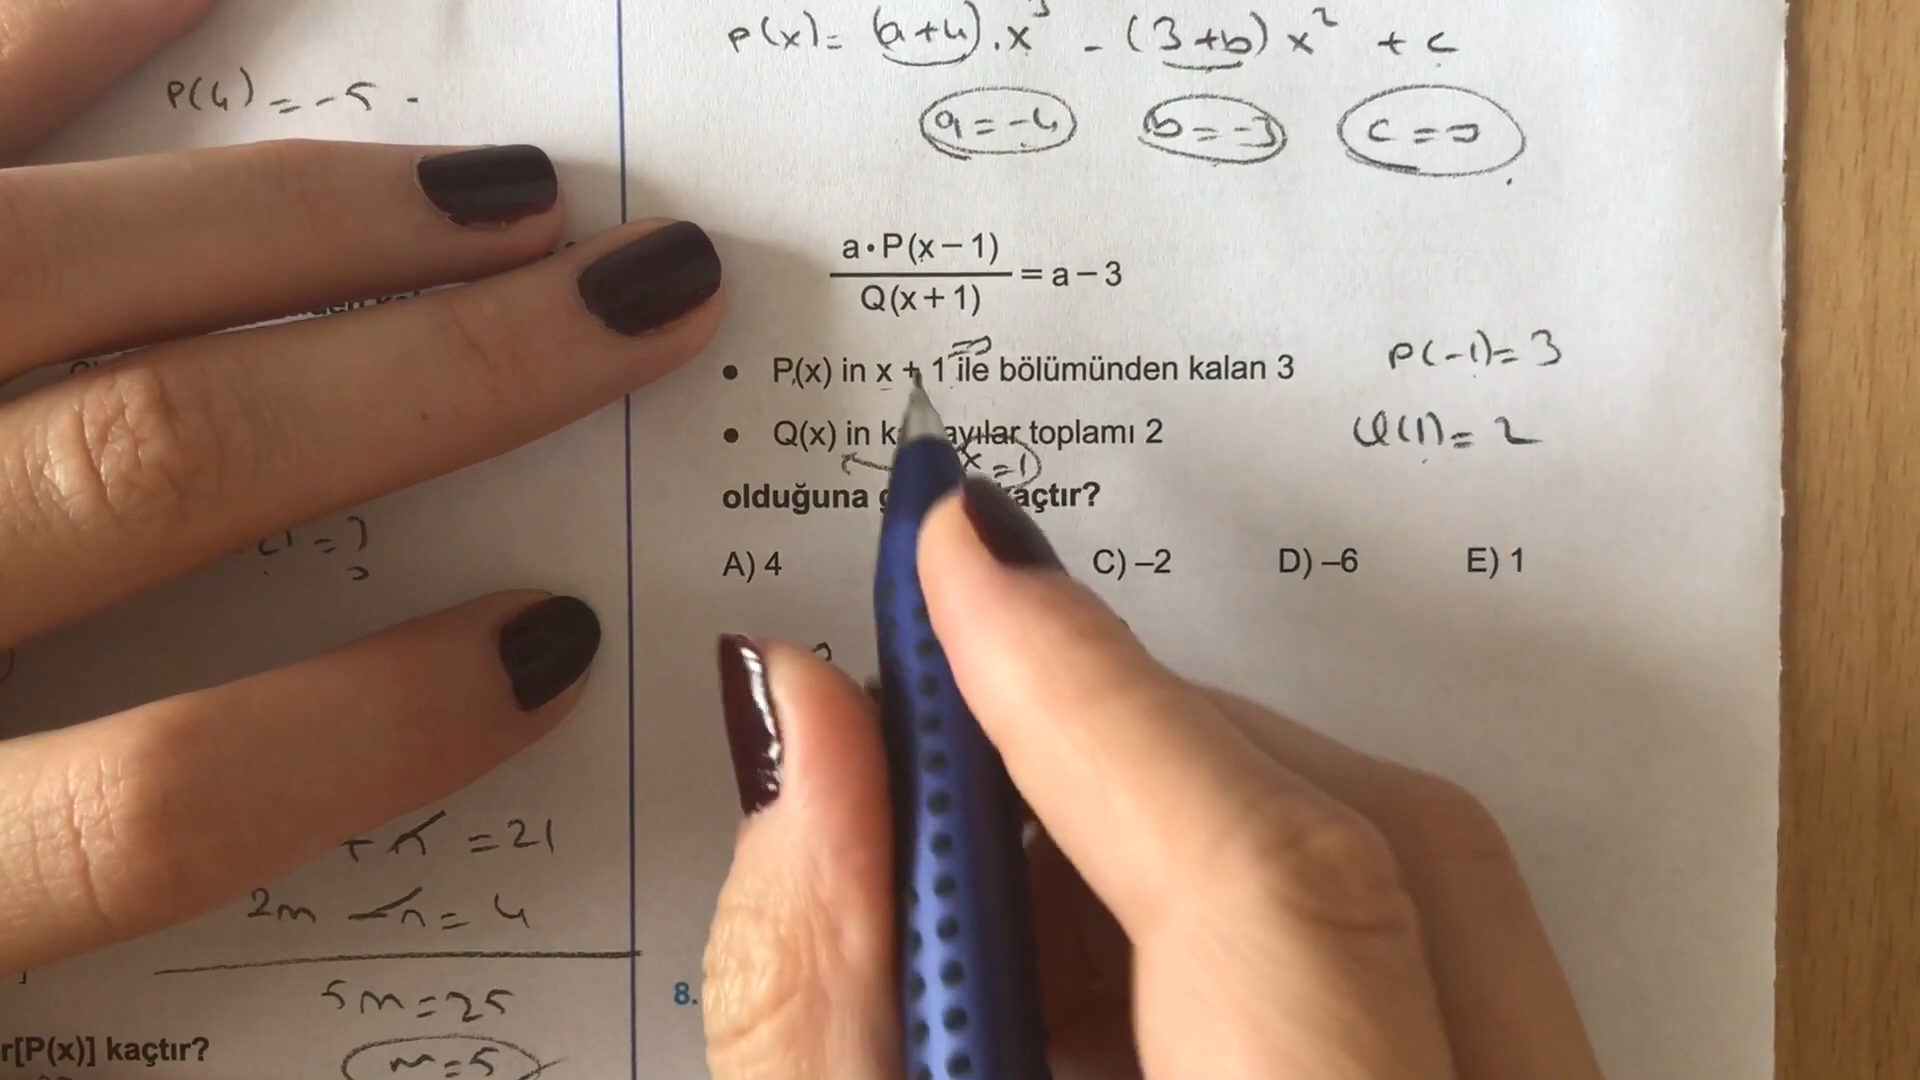 P(x) = (a+4).x³ - (3+b)x² + c
P(4) = -5
a = -4 b = -3 c = 0
a·P(x−1)
Q(x+1)
= a−3
• P(x) in x + 1 ile bölümünden kalan 3
P(-1) = 3
• Q(x) in toplamı 2
Q(1) = 2
x = 1
olduğuna kaçtır?
A) 4 C) –2 D) –6 E) 1
= 21
2m - n = 4
5m = 25
8.
r[P(x)] kaçtır?
m = 5